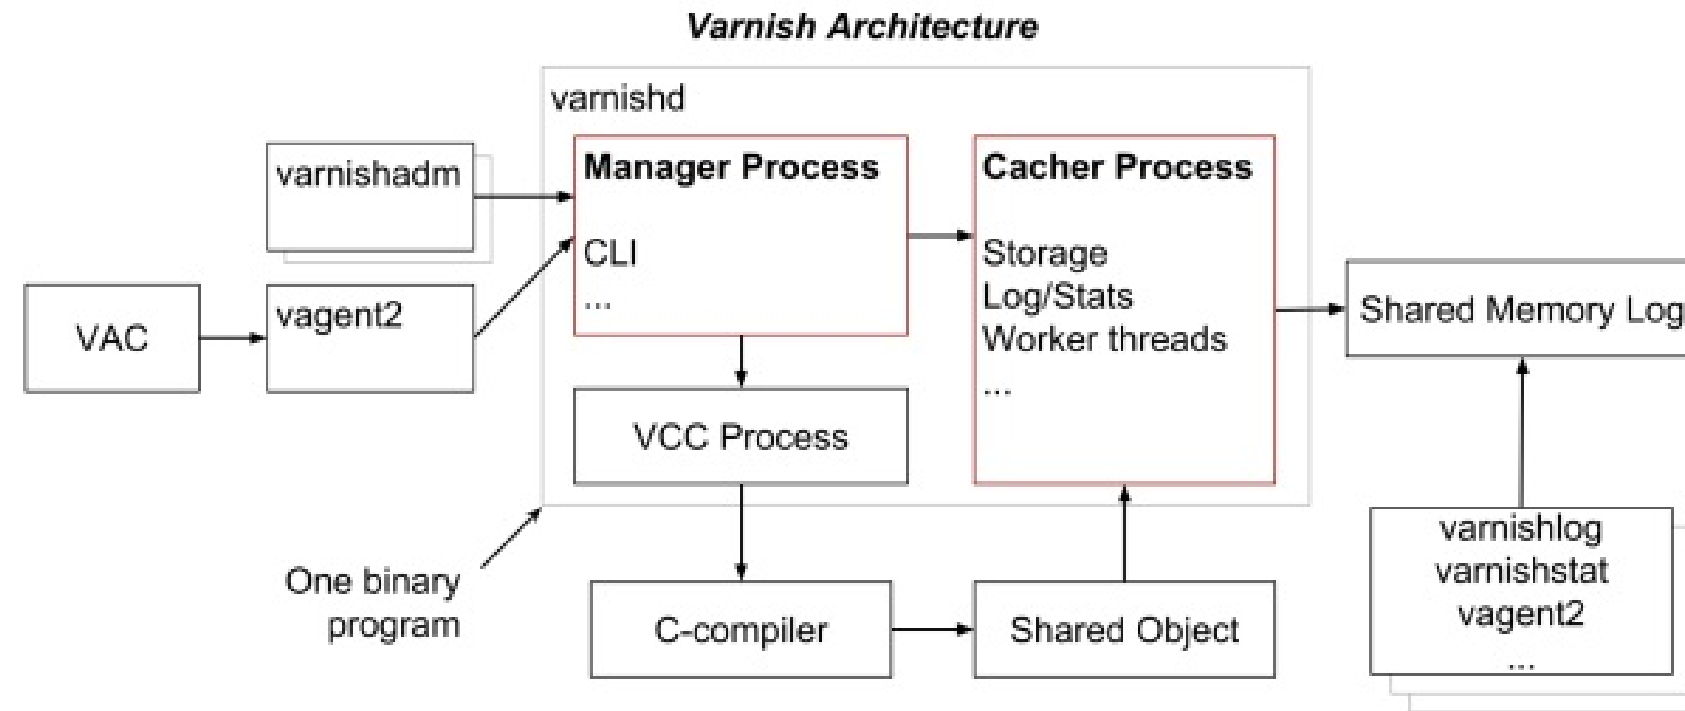 Varnish Architecture
varnishd
varnishadm
Manager Process
CLI
...
Cacher Process
Storage
Log/Stats
Worker threads
...
VAC
vagent2
Shared Memory Log
VCC Process
One binary
program
C-compiler
Shared Object
varnishlog
varnishstat
vagent2
...